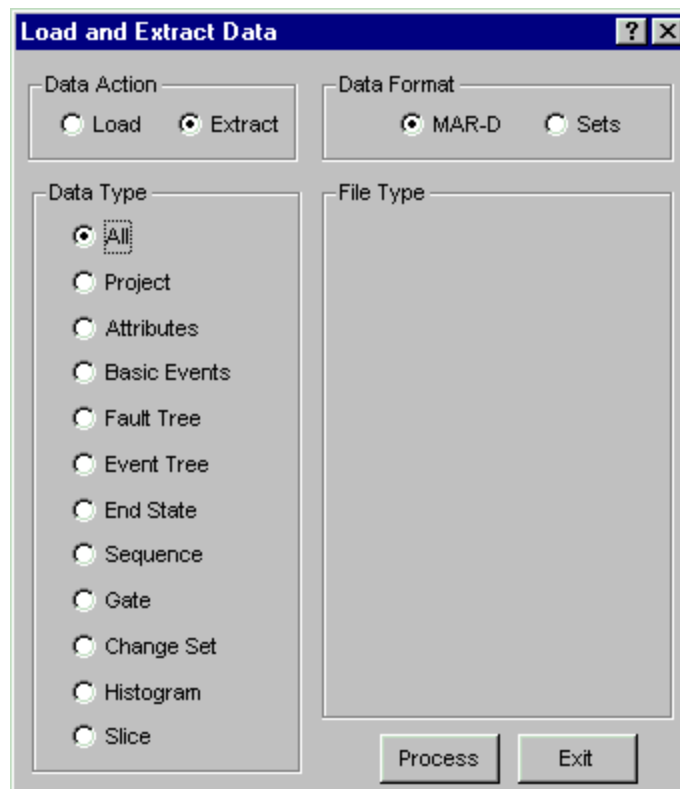 Load and Extract Data
Data Action
Load Extract
Data Format
MAR-D Sets
Data Type
All
Project
Attributes
Basic Events
Fault Tree
Event Tree
End State
Sequence
Gate
Change Set
Histogram
Slice
File Type
Process Exit